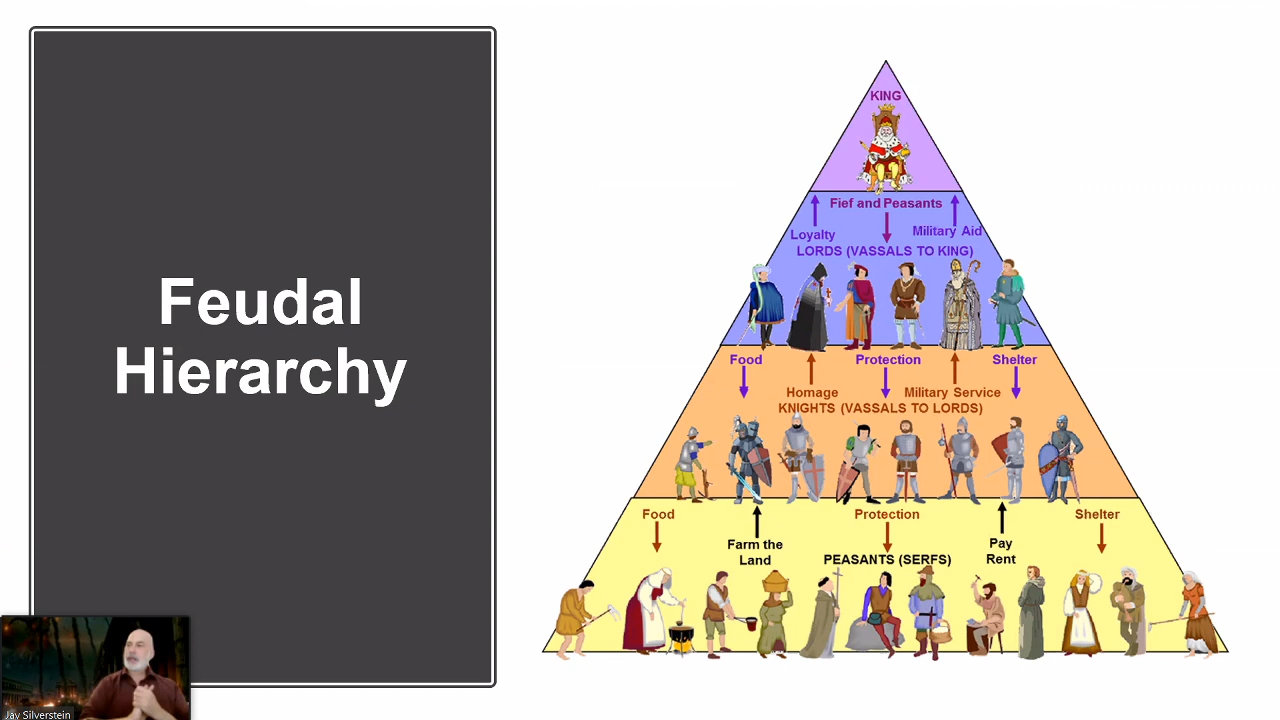 Feudal
Hierarchy
KING
Fief and Peasants
Loyalty
Military Aid
LORDS (VASSALS TO KING)
Food
Protection
Shelter
Homage
Military Service
KNIGHTS (VASSALS TO LORDS)
Food
Protection
Shelter
Farm the
Land
PEASANTS (SERFS)
Pay
Rent
Jay Silverstein